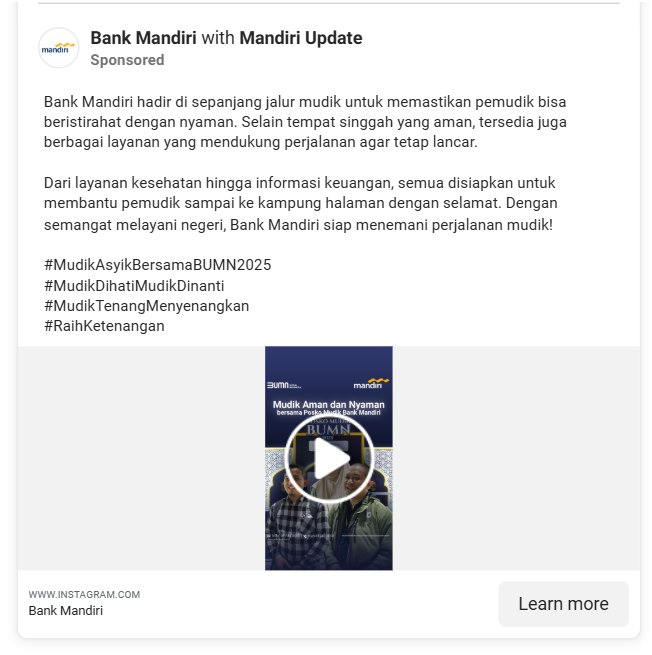 mandiri
Bank Mandiri with Mandiri Update
Sponsored
Bank Mandiri hadir di sepanjang jalur mudik untuk memastikan pemudik bisa
beristirahat dengan nyaman. Selain tempat singgah yang aman, tersedia juga
berbagai layanan yang mendukung perjalanan agar tetap lancar.
Dari layanan kesehatan hingga informasi keuangan, semua disiapkan untuk
membantu pemudik sampai ke kampung halaman dengan selamat. Dengan
semangat melayani negeri, Bank Mandiri siap menemani perjalanan mudik!
#MudikAsyikBersamaBUMN2025
#MudikDihatiMudikDinanti
#MudikTenangMenyenangkan
#RaihKetenangan
BUMN
mandiri
Mudik Aman dan Nyaman
bersama Posko Mudik Bank Mandiri
POSKO MUDIK
BUMN
WWW.INSTAGRAM.COM
Bank Mandiri
Learn more